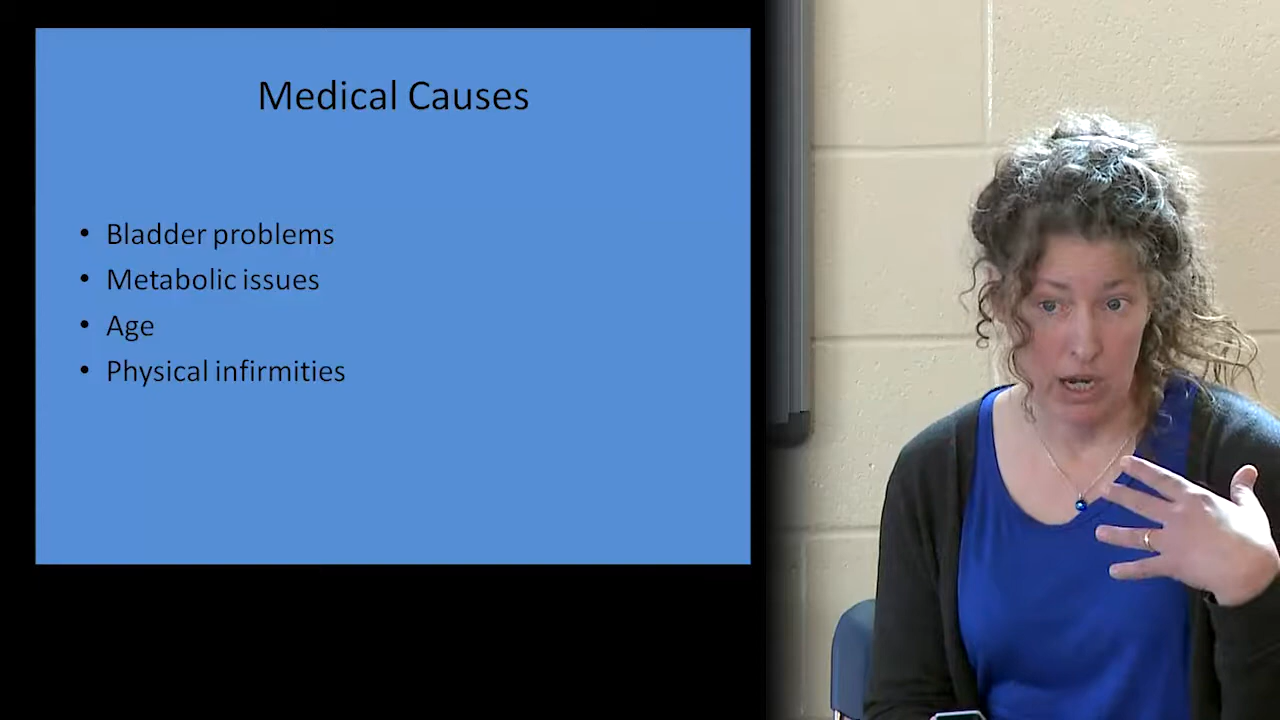 Medical Causes
• Bladder problems
• Metabolic issues
• Age
• Physical infirmities